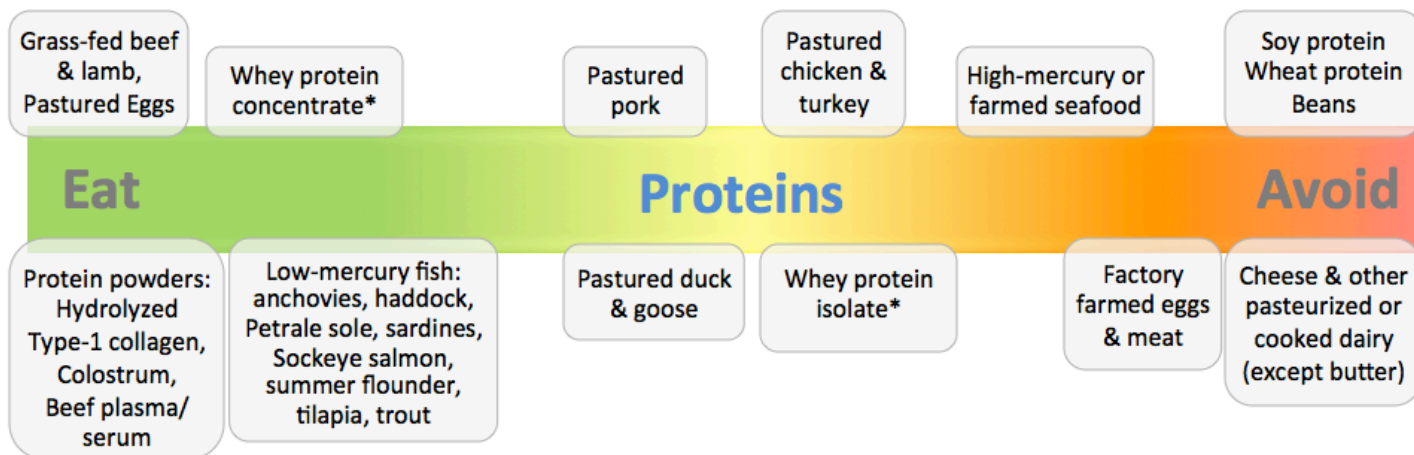 Grass-fed beef
& lamb,
Pastured Eggs
Whey protein
concentrate*
Pastured
pork
Pastured
chicken &
turkey
High-mercury or
farmed seafood
Soy protein
Wheat protein
Beans
Eat
Proteins
Avoid
Protein powders:
Hydrolyzed
Type-1 collagen,
Colostrum,
Beef plasma/
serum
Low-mercury fish:
anchovies, haddock,
Petrale sole, sardines,
Sockeye salmon,
summer flounder,
tilapia, trout
Pastured duck
& goose
Whey protein
isolate*
Factory
farmed eggs
& meat
Cheese & other
pasteurized or
cooked dairy
(except butter)